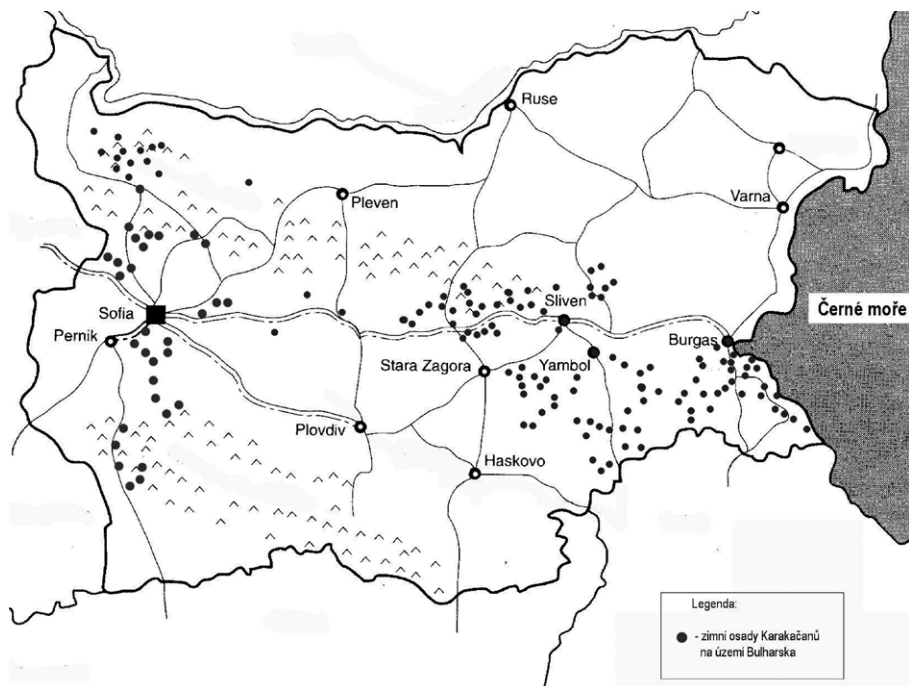 Ruse
Pleven
Varna
Sofia
Sliven
Černé moře
Pernik
Burgas
Stara Zagora
Yambol
Plovdiv
Haskovo
Legenda:
- zimní osady Karakačanů
na území Bulharska